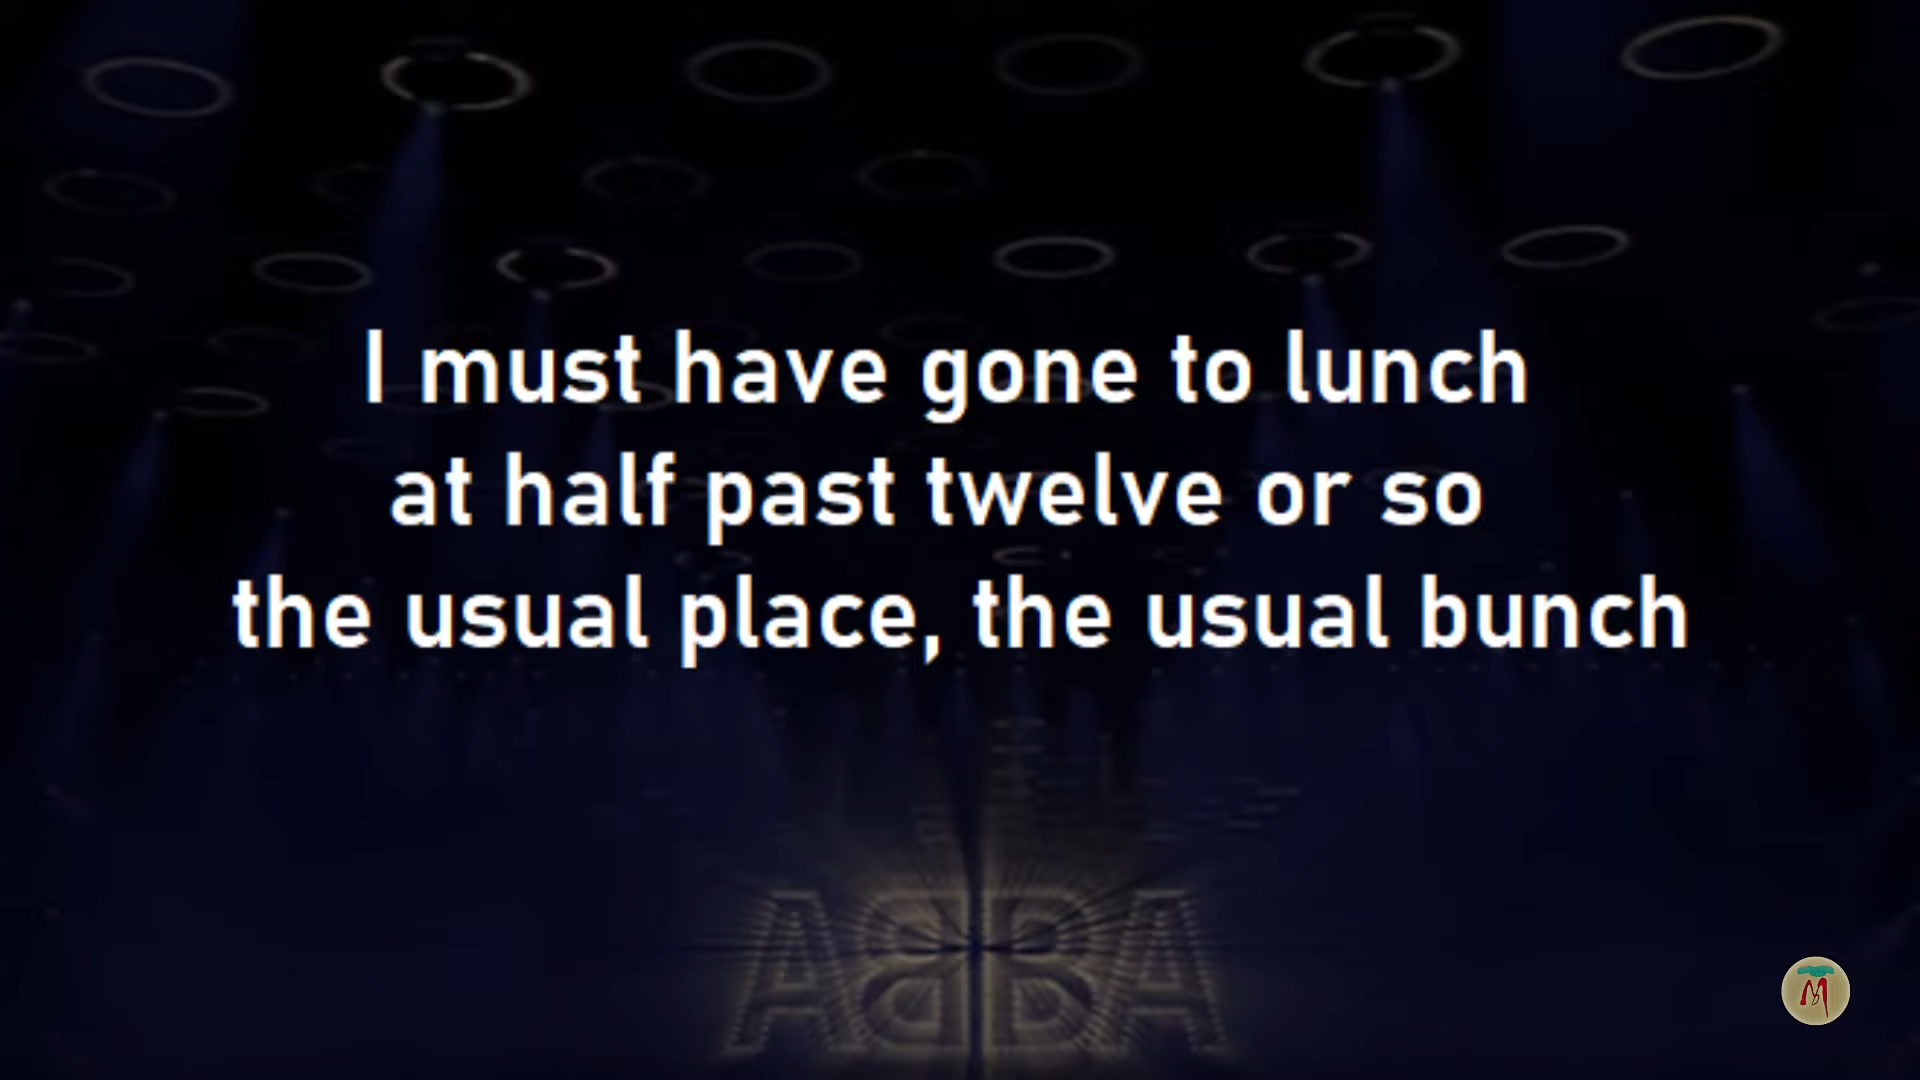 I must have gone to lunch
at half past twelve or so
the usual place, the usual bunch
ABBA